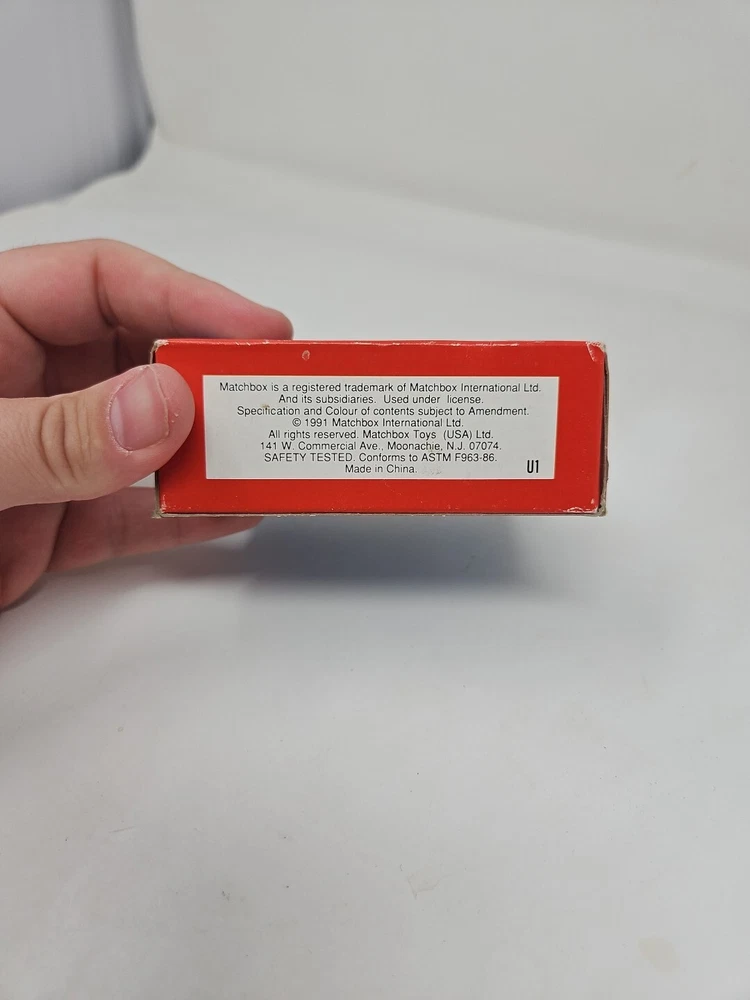 Matchbox is a registered trademark of Matchbox International Ltd.
And its subsidiaries. Used under license.
Specification and Colour of contents subject to Amendment.
© 1991 Matchbox International Ltd.
All rights reserved. Matchbox Toys (USA) Ltd.
141 W. Commercial Ave., Moonachie, N.J. 07074.
SAFETY TESTED. Conforms to ASTM F963-86.
Made in China.
U1